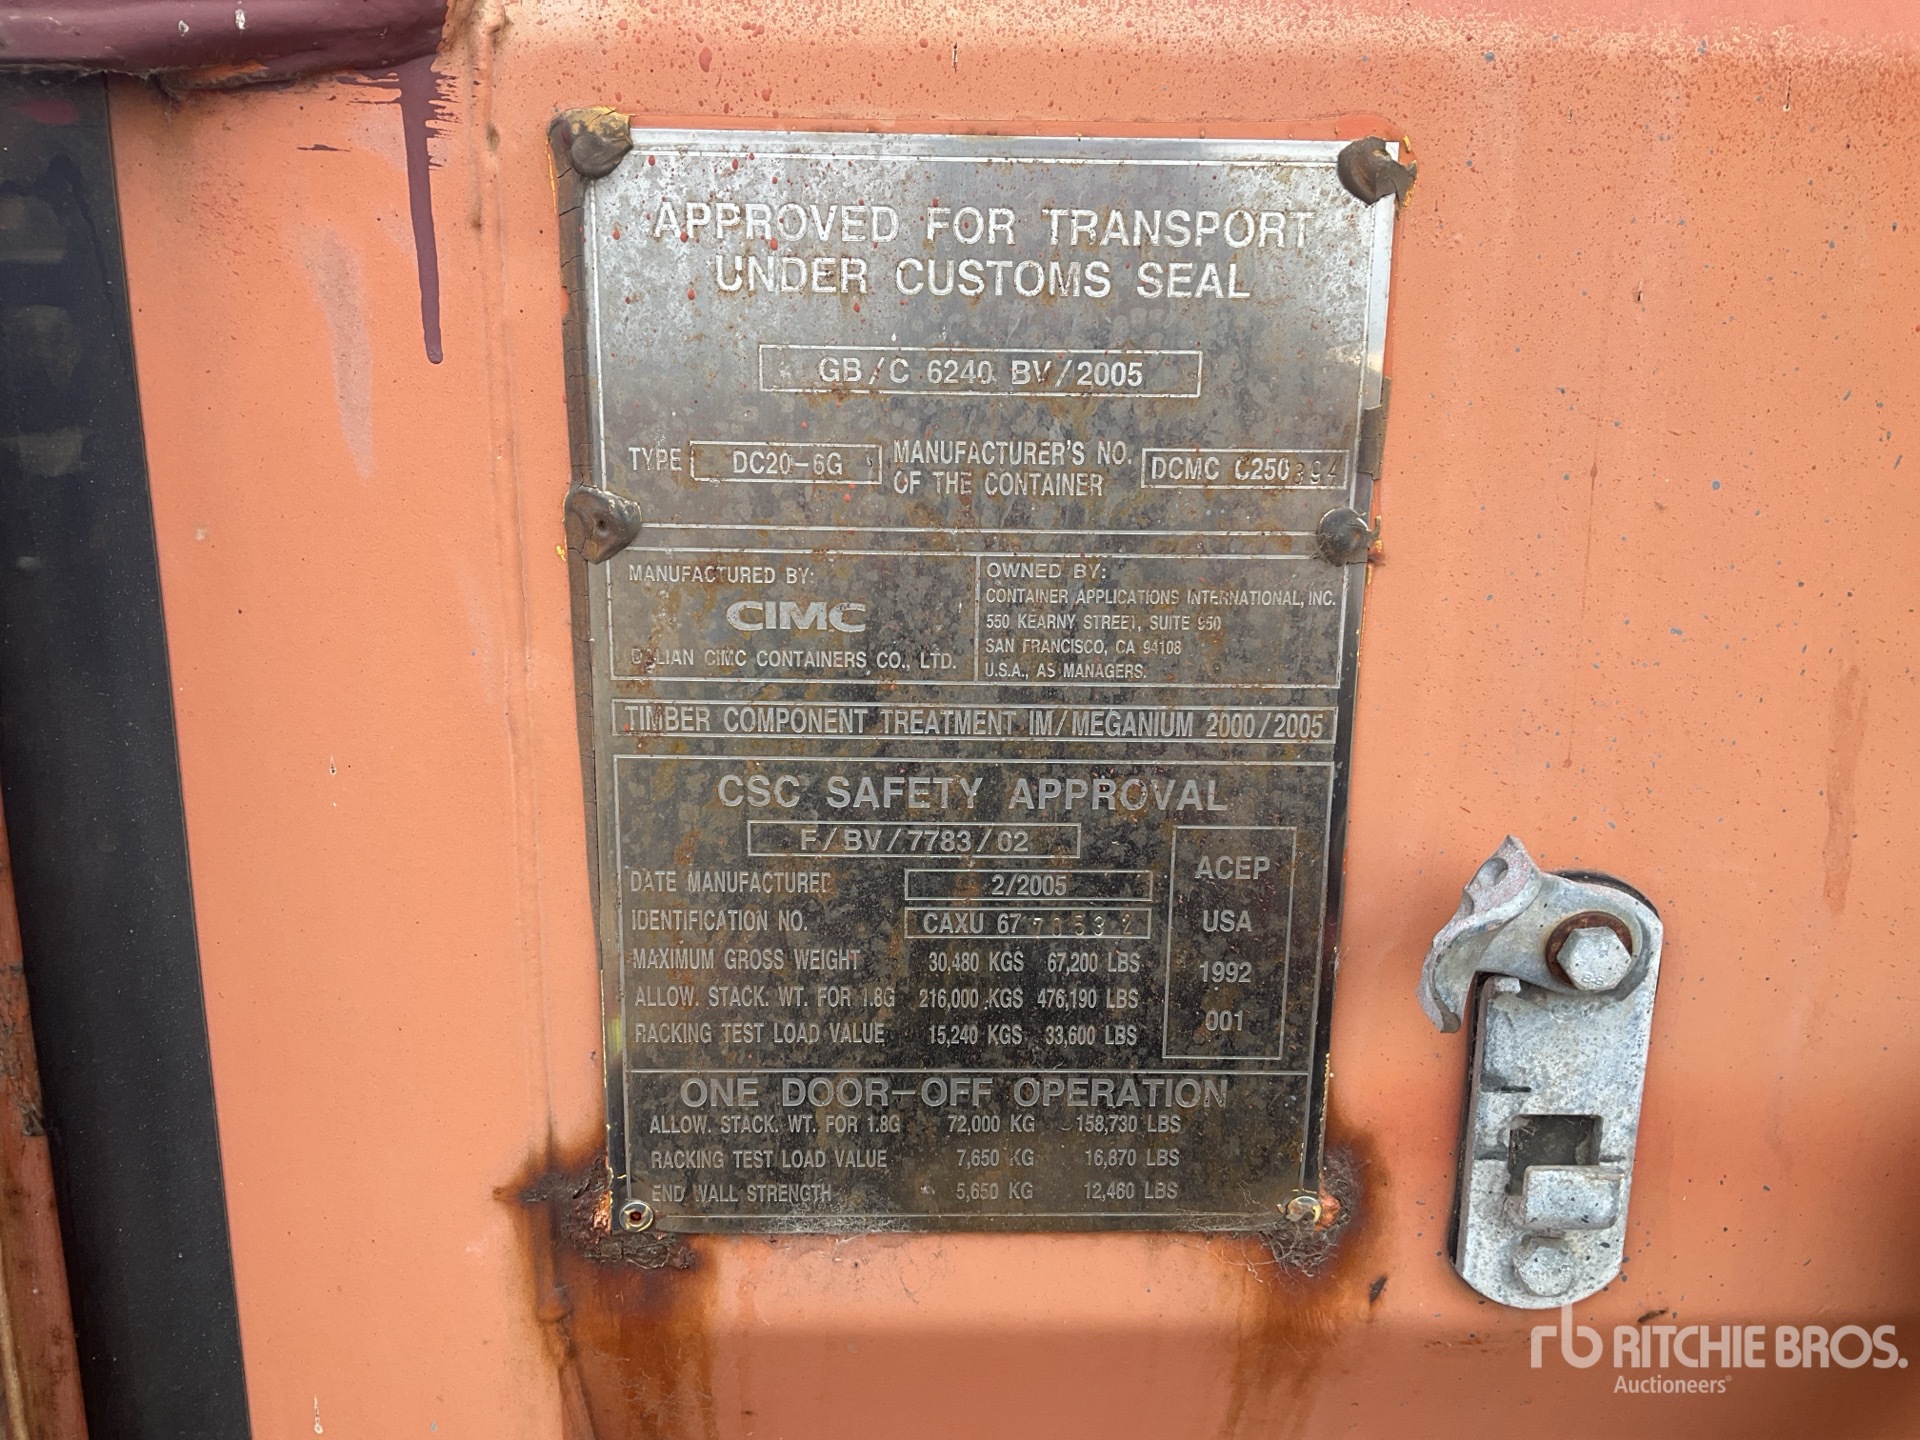 APPROVED FOR TRANSPORT
UNDER CUSTOMS SEAL
GB/C 6240 BV/2005
TYPE DC20-6G MANUFACTURER'S NO. OF THE CONTAINER DCMC C250394
MANUFACTURED BY:
CIMC
DALIAN CIMC CONTAINERS CO., LTD.
OWNED BY:
CONTAINER APPLICATIONS INTERNATIONAL, INC.
550 KEARNY STREET, SUITE 950
SAN FRANCISCO, CA 94108
U.S.A., AS MANAGERS.
TIMBER COMPONENT TREATMENT IM/MEGANIUM 2000/2005
CSC SAFETY APPROVAL
F/BV/7783/02
DATE MANUFACTURED 2/2005
IDENTIFICATION NO. CAXU 6770532
MAXIMUM GROSS WEIGHT 30,480 KGS 67,200 LBS
ALLOW. STACK. WT. FOR 1.8G 216,000 KGS 476,190 LBS
RACKING TEST LOAD VALUE 15,240 KGS 33,600 LBS
ACEP
USA
1992
001
ONE DOOR-OFF OPERATION
ALLOW. STACK. WT. FOR 1.8G 72,000 KG 158,730 LBS
RACKING TEST LOAD VALUE 7,650 KG 16,870 LBS
END WALL STRENGTH 5,650 KG 12,460 LBS
rb RITCHIE BROS.
Auctioneers